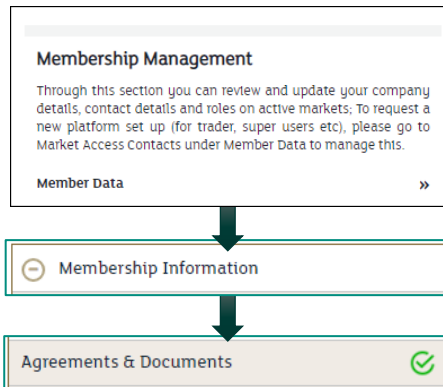 Membership Management
Through this section you can review and update your company
details, contact details and roles on active markets; To request a
new platform set up (for trader, super users etc), please go to
Market Access Contacts under Member Data to manage this.
Member Data »
Membership Information
Agreements & Documents